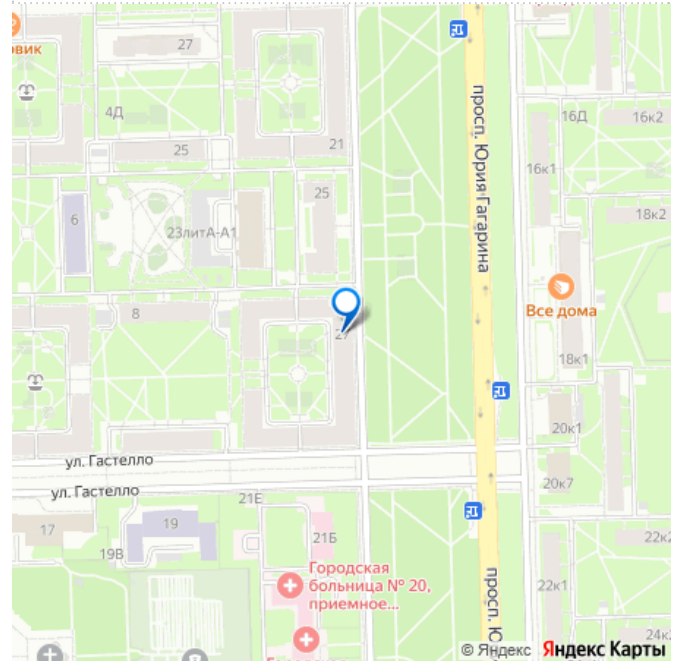 овик
27
4Д
25
21
6
23литА-А1
25
8
27
ул. Гастелло
ул. Гастелло
17
19
19В
21Е
21Б
Городская
больница № 20,
приемное...
просп. Юрия Гагарина
просп. Ю
16Д
16к2
16к1
18к2
Все дома
18к1
20к1
20к7
22к2
22к1
24к
© Яндекс Яндекс Карты